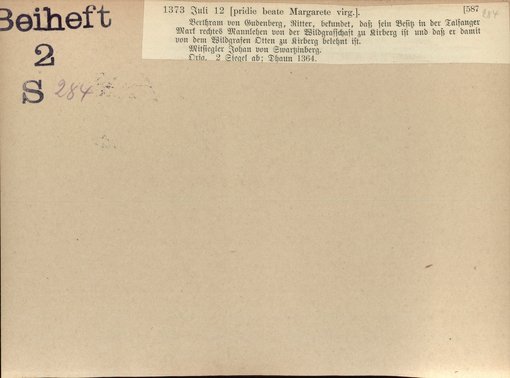 Beiheft
2
S 284
1373 Juli 12 [pridie beate Margarete virg.]. [587
284
Berthram von Gudenberg, Ritter, bekundet, daß sein Besitz in der Taifanger
Mark rechtes Mannlehen von der Wildgrafschaft zu Kirberg ist und daß er damit
von dem Wildgrafen Otten zu Kirberg belehnt ist.
Mitsiegler Johan von Swartzinberg.
Orig. 2 Siegel ab; Dhaun 1364.